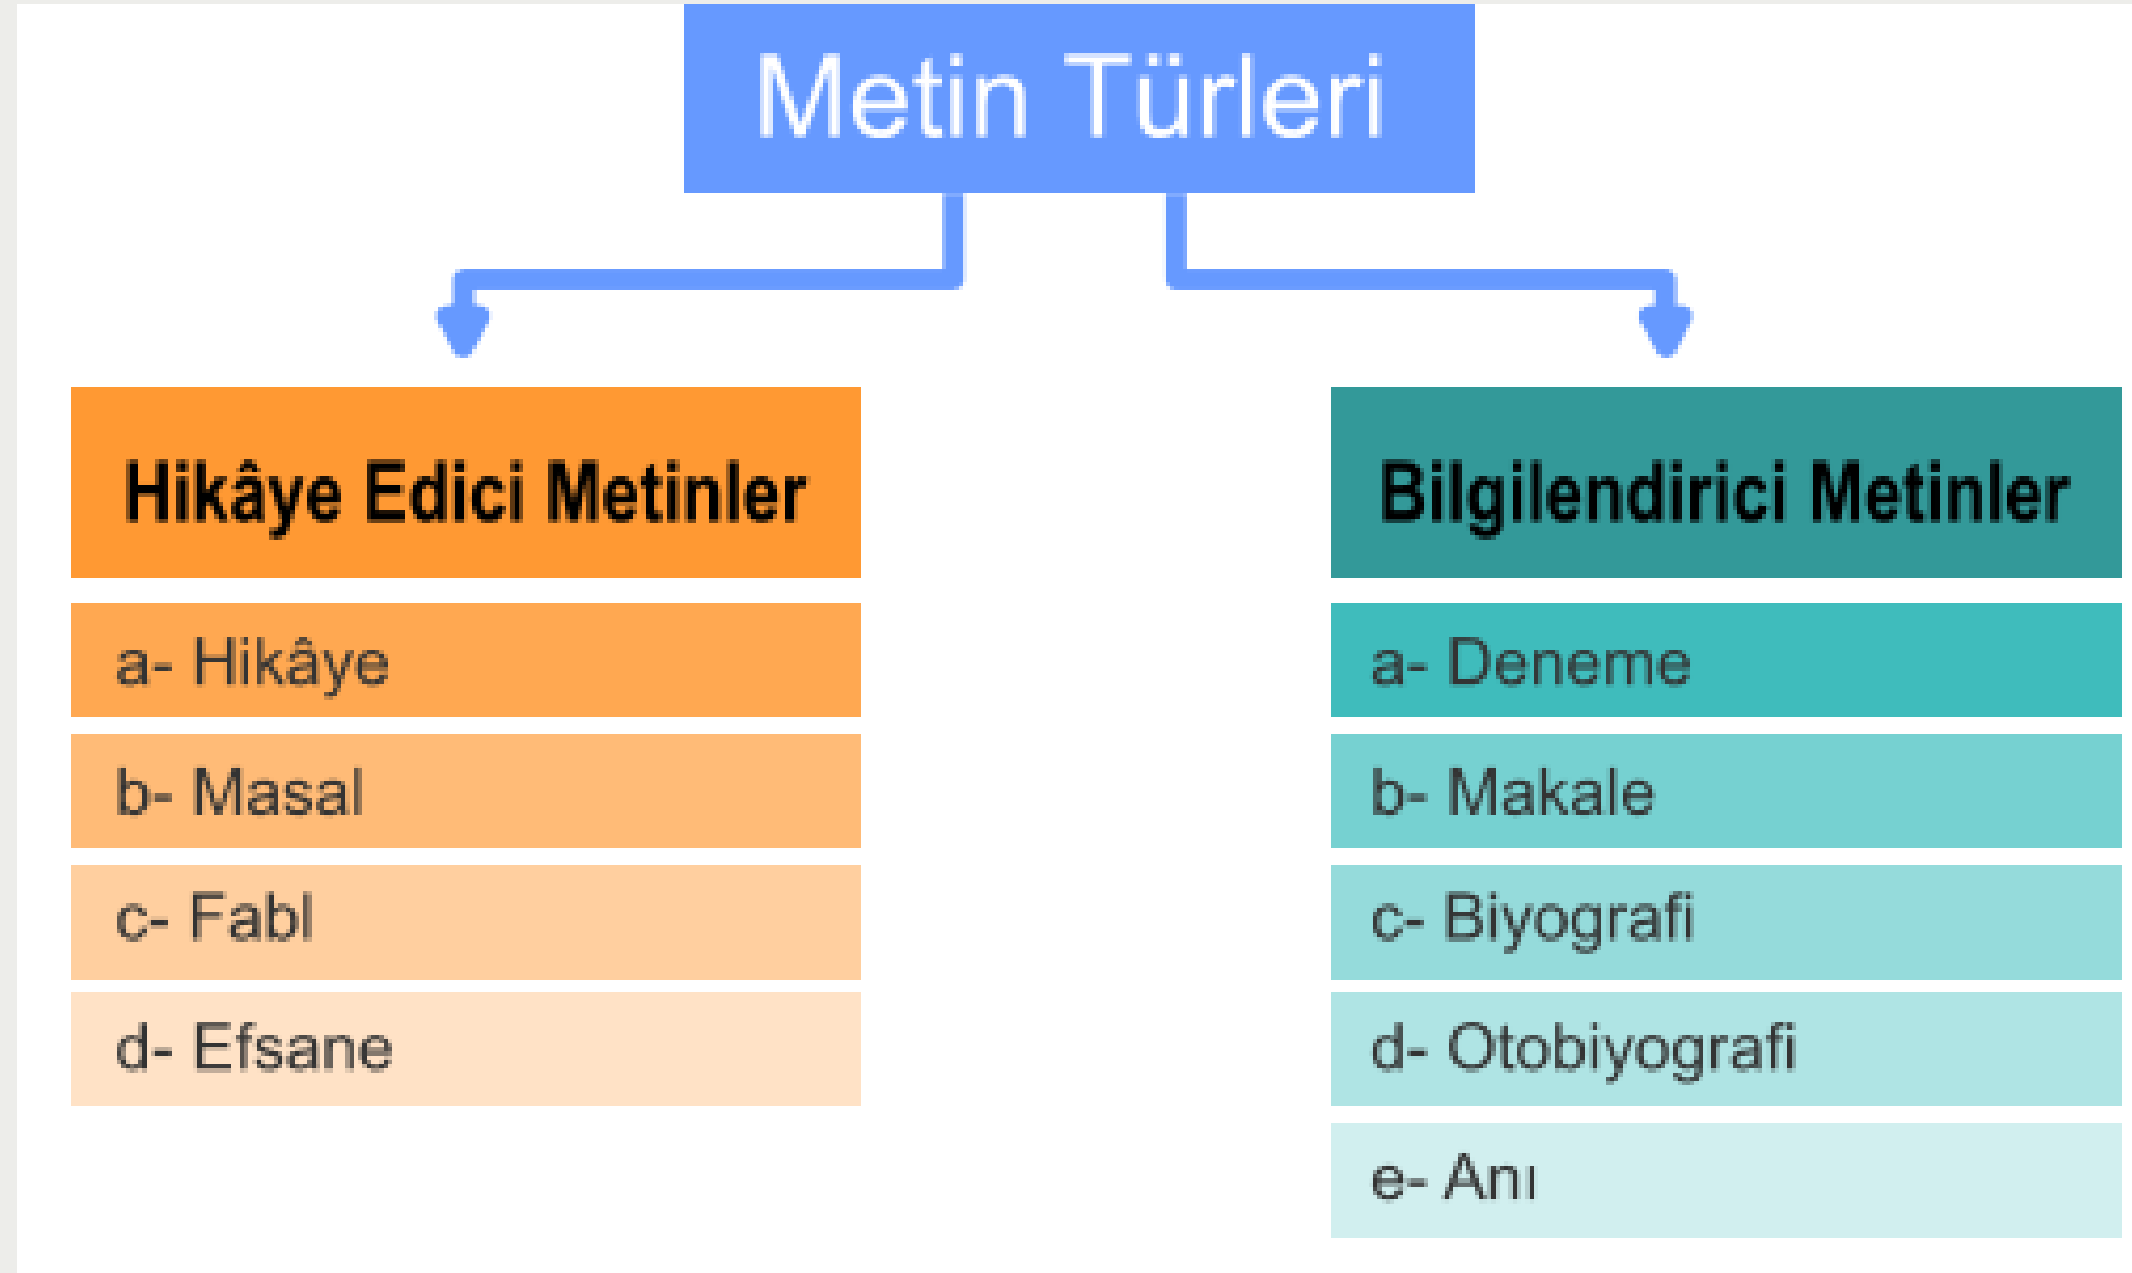 Metin Türleri
Hikâye Edici Metinler
a- Hikâye
b- Masal
c- Fabl
d- Efsane
Bilgilendirici Metinler
a- Deneme
b- Makale
c- Biyografi
d- Otobiyografi
e- Anı